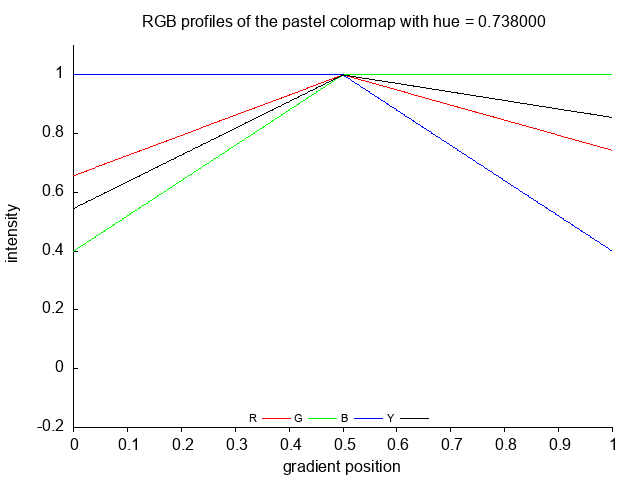 RGB profiles of the pastel colormap with hue = 0.738000
1
0.8
0.6
0.4
0.2
0
-0.2
intensity
R G B Y
0 0.1 0.2 0.3 0.4 0.5 0.6 0.7 0.8 0.9 1
gradient position